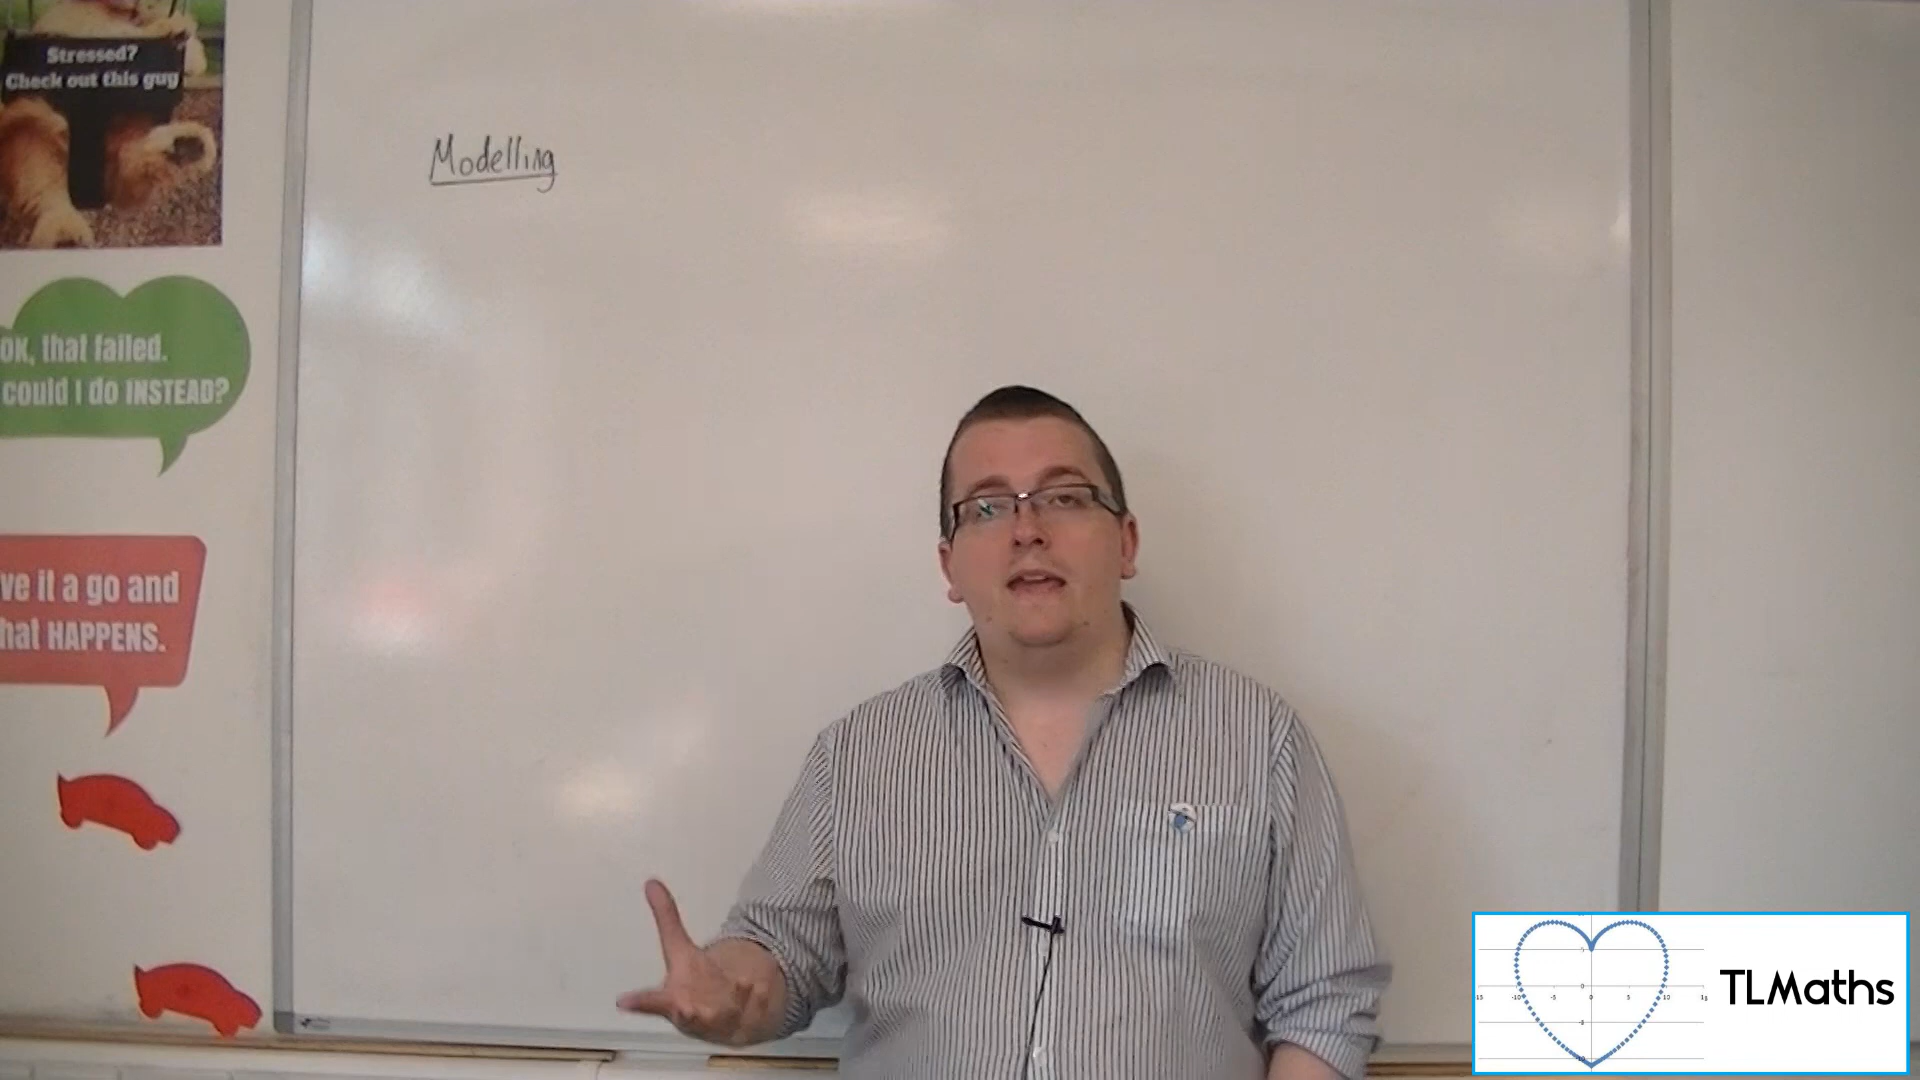 Stressed?
Check out this guy
Modelling
OK, that failed.
could I do INSTEAD?
ve it a go and
hat HAPPENS.
TLMaths